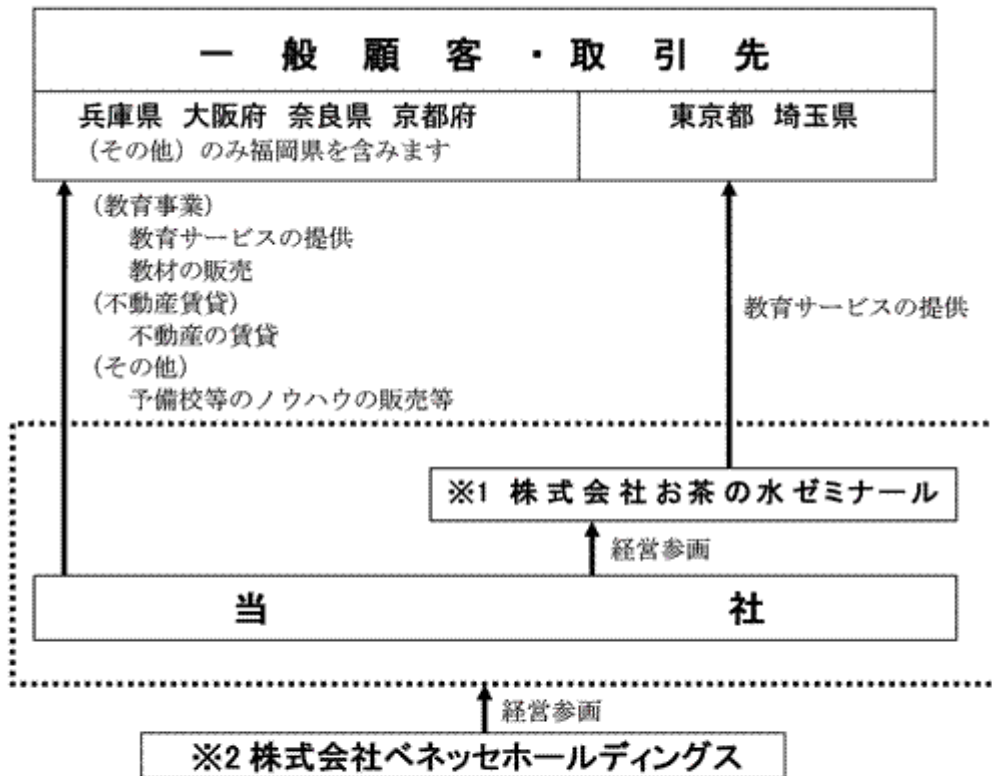 一般顧客・取引先
兵庫県 大阪府 奈良県 京都府
(その他)のみ福岡県を含みます
東京都 埼玉県
(教育事業)
教育サービスの提供
教材の販売
(不動産賃貸)
不動産の賃貸
(その他)
予備校等のノウハウの販売等
教育サービスの提供
※1 株式会社お茶の水ゼミナール
経営参画
当社
経営参画
※2 株式会社ベネッセホールディングス